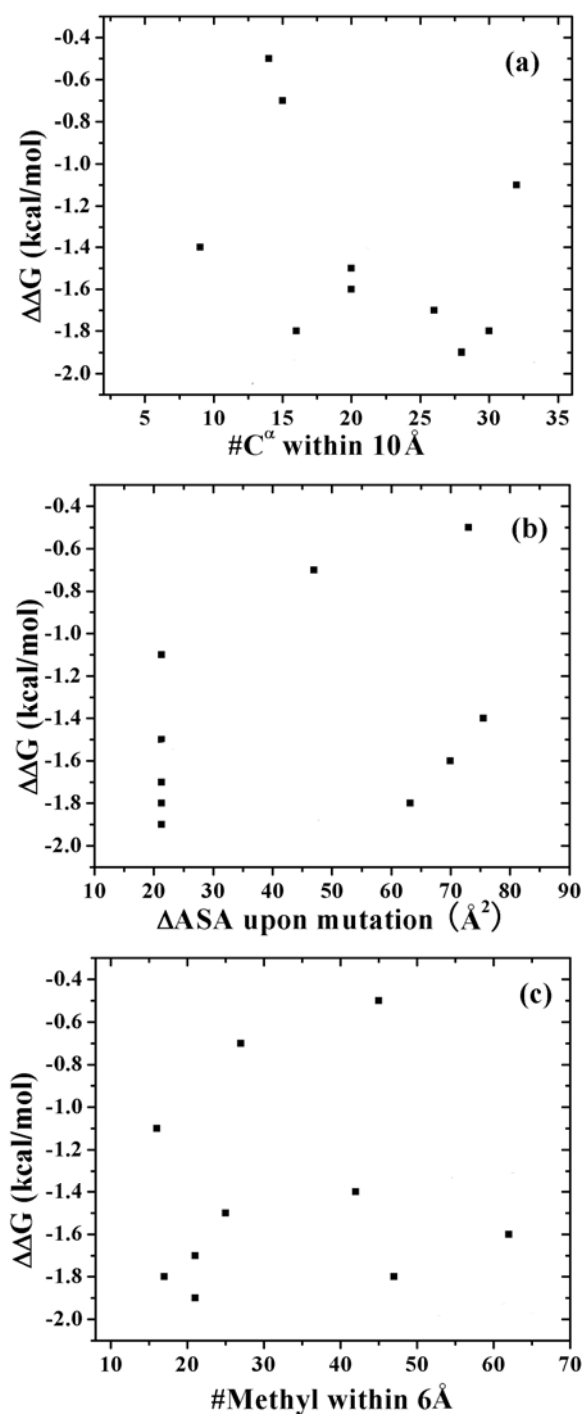 (a)
ΔΔG (kcal/mol)
-0.4
-0.6
-0.8
-1.0
-1.2
-1.4
-1.6
-1.8
-2.0
5 10 15 20 25 30 35
#Cα within 10Å
(b)
ΔΔG (kcal/mol)
-0.4
-0.6
-0.8
-1.0
-1.2
-1.4
-1.6
-1.8
-2.0
10 20 30 40 50 60 70 80 90
ΔASA upon mutation (Å²)
(c)
ΔΔG (kcal/mol)
-0.4
-0.6
-0.8
-1.0
-1.2
-1.4
-1.6
-1.8
-2.0
10 20 30 40 50 60 70
#Methyl within 6Å